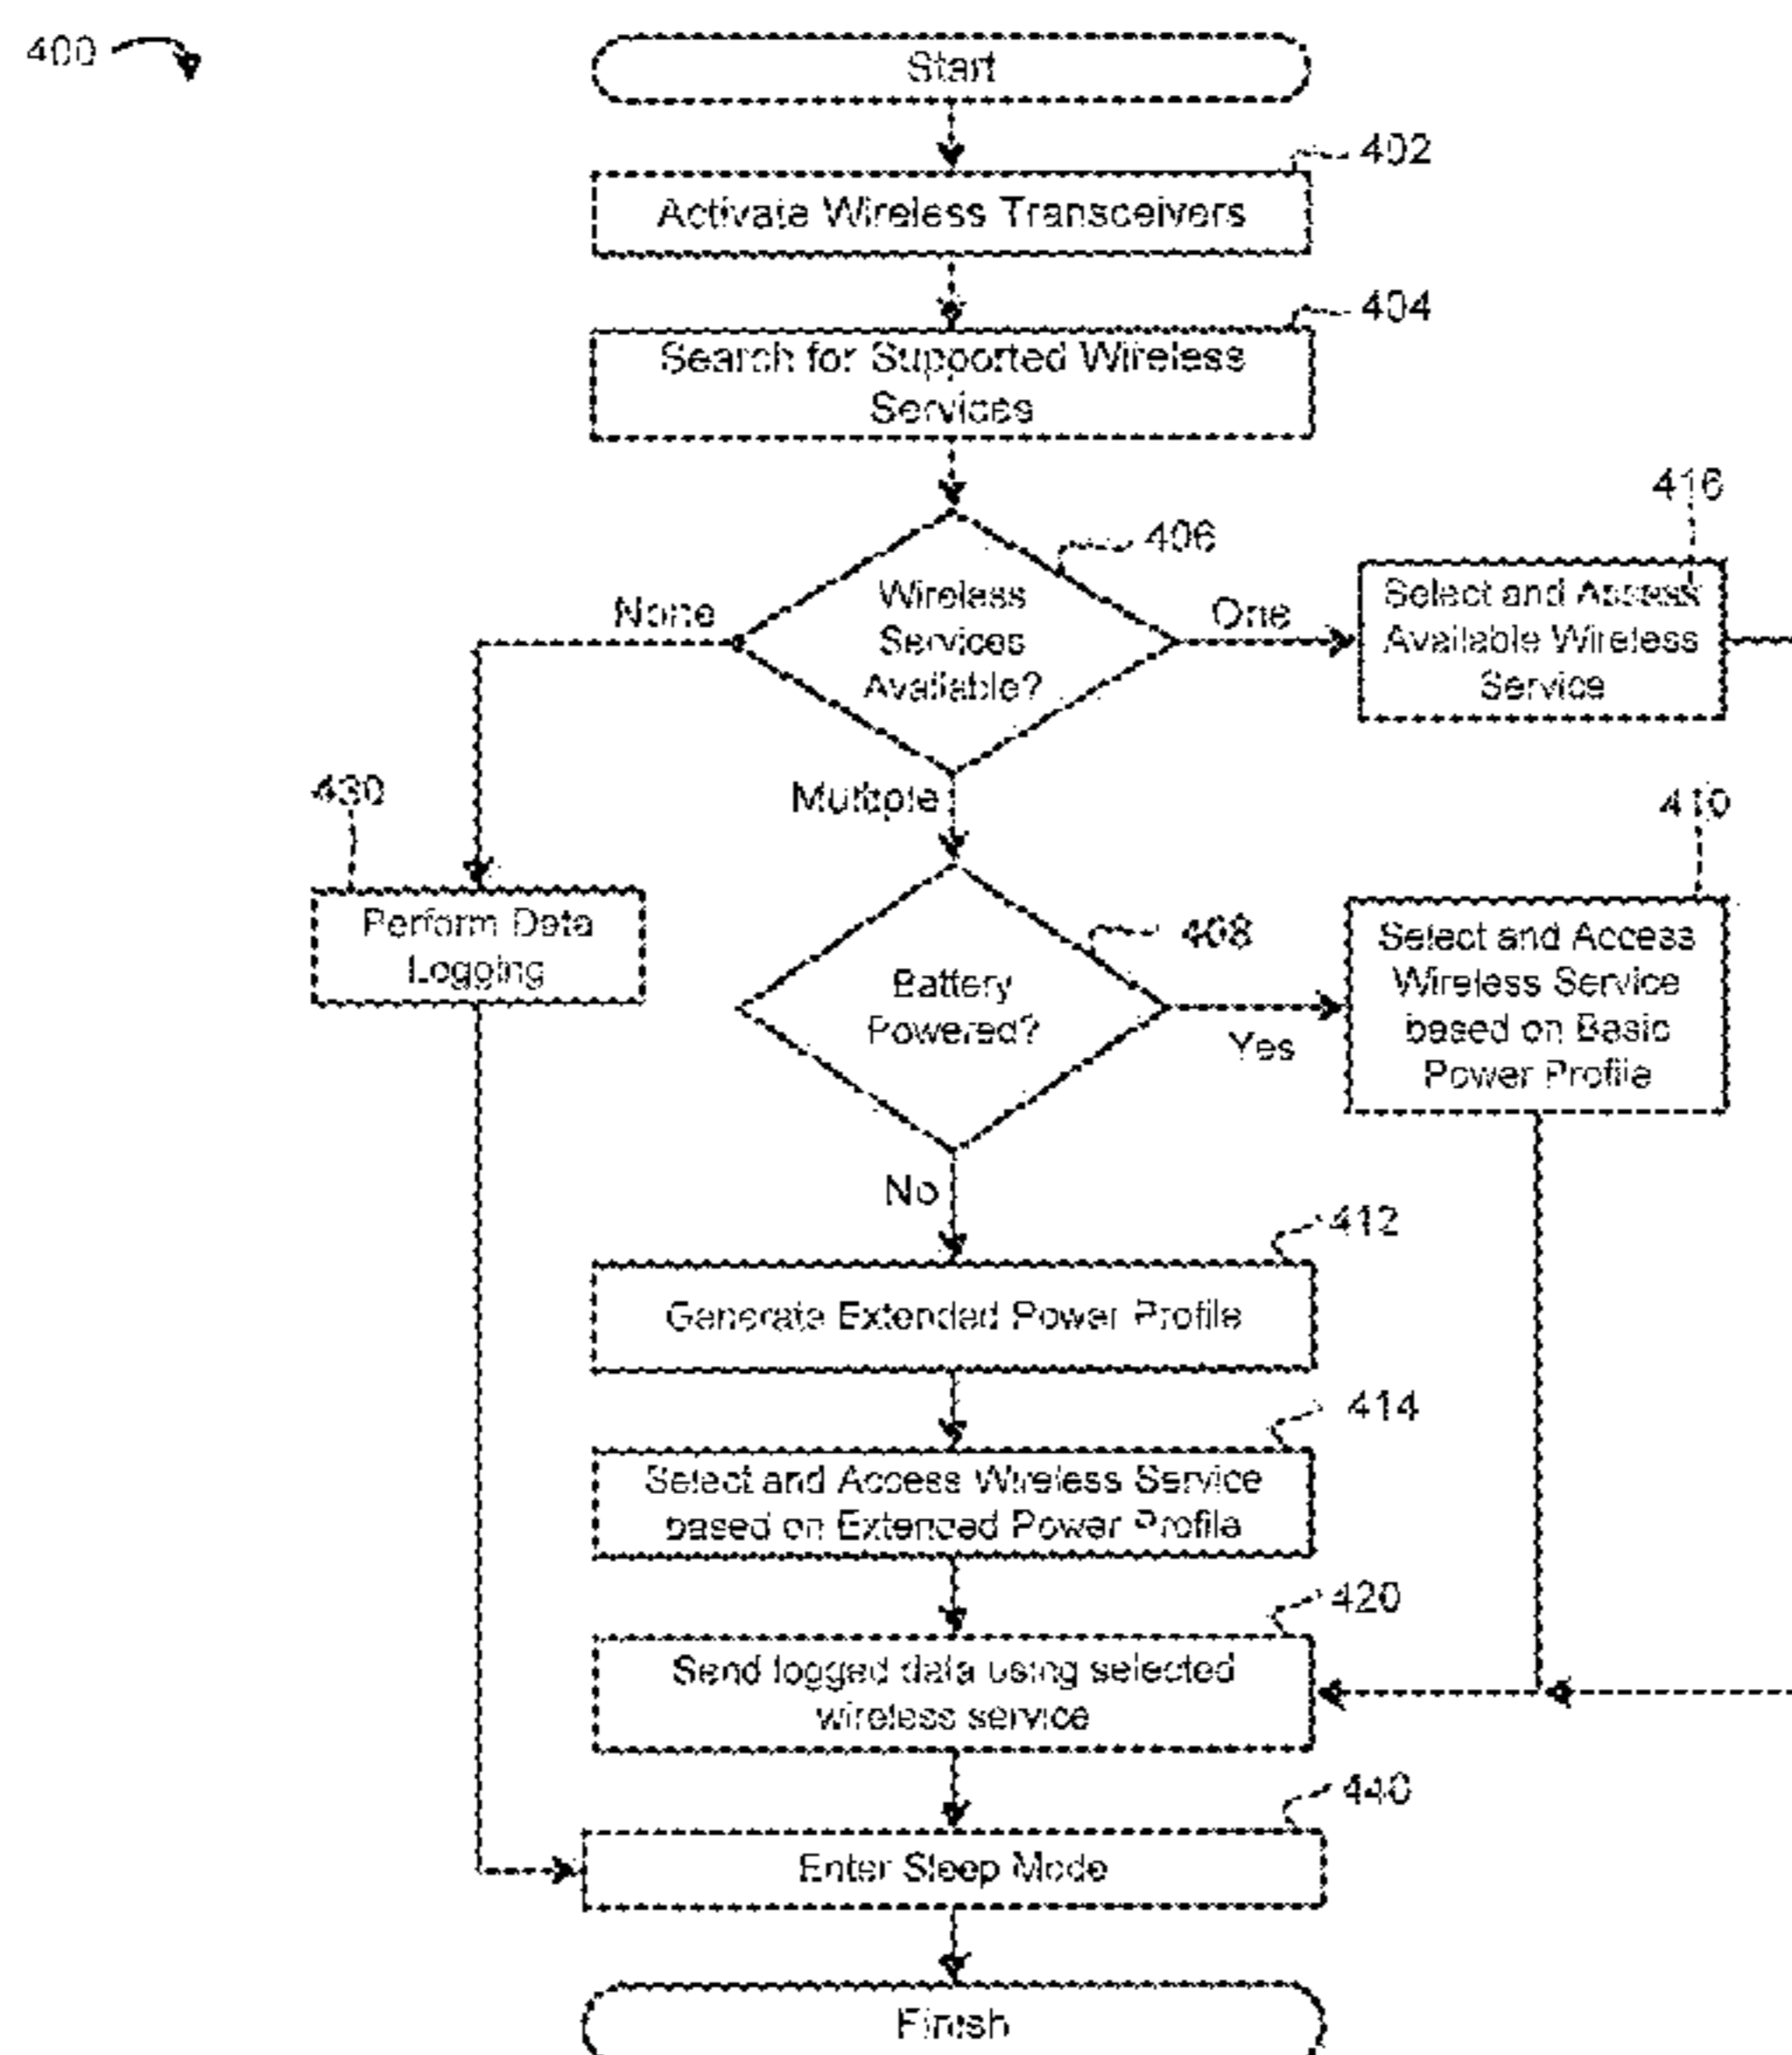 400
Start
402
Activate Wireless Transceivers
404
Search for Supported Wireless
Services
406
Wireless
Services
Available?
None
One
Multiple
416
Select and Access
Available Wireless
Service
430
Perform Data
Logging
408
Battery
Powered?
Yes
No
410
Select and Access
Wireless Service
based on Basic
Power Profile
412
Generate Extended Power Profile
414
Select and Access Wireless Service
based on Extended Power Profile
420
Send logged data using selected
wireless service
440
Enter Sleep Mode
Finish